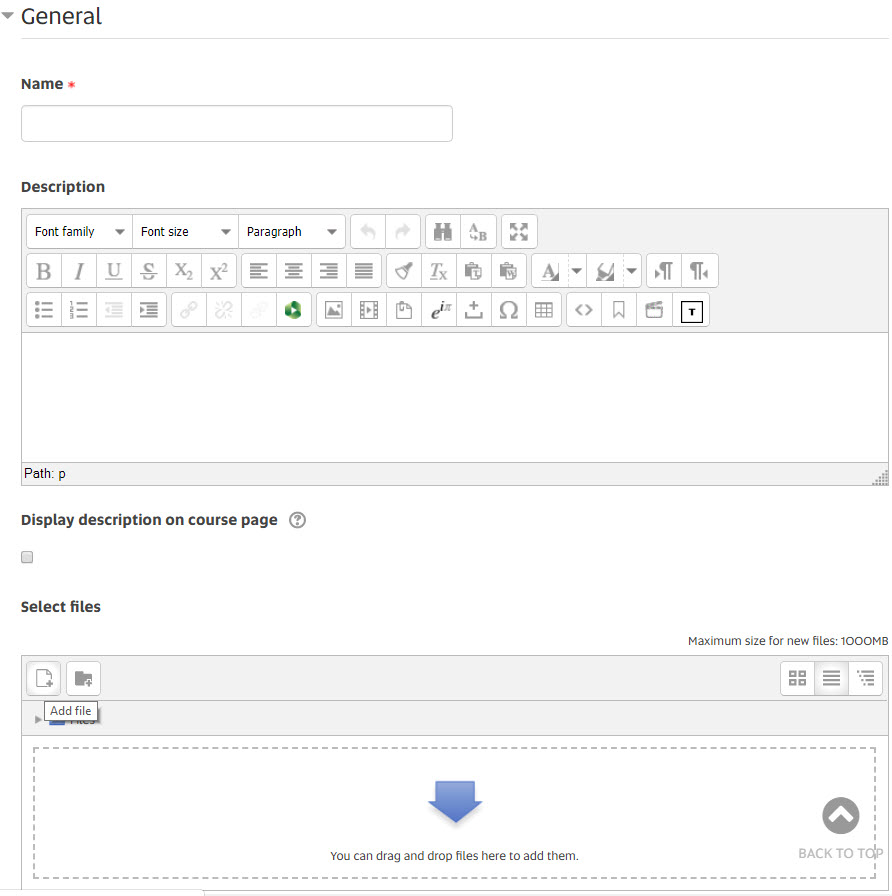 General
Name *
Description
Font family Font size Paragraph
Path: p
Display description on course page
Select files
Maximum size for new files: 1000MB
Add file
Files
You can drag and drop files here to add them.
BACK TO TOP